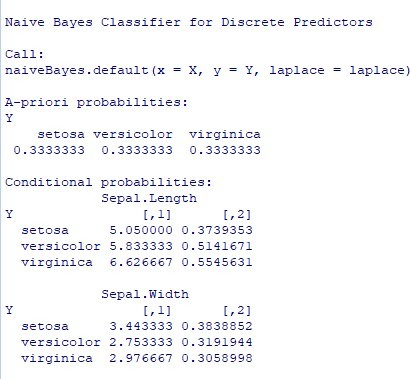 Naive Bayes Classifier for Discrete Predictors
Call:
naiveBayes.default(x = X, y = Y, laplace = laplace)
A-priori probabilities:
Y
setosa versicolor virginica
0.3333333 0.3333333 0.3333333
Conditional probabilities:
Sepal.Length
Y [,1] [,2]
setosa 5.050000 0.3739353
versicolor 5.833333 0.5141671
virginica 6.626667 0.5545631
Sepal.Width
Y [,1] [,2]
setosa 3.443333 0.3838852
versicolor 2.753333 0.3191944
virginica 2.976667 0.3058998